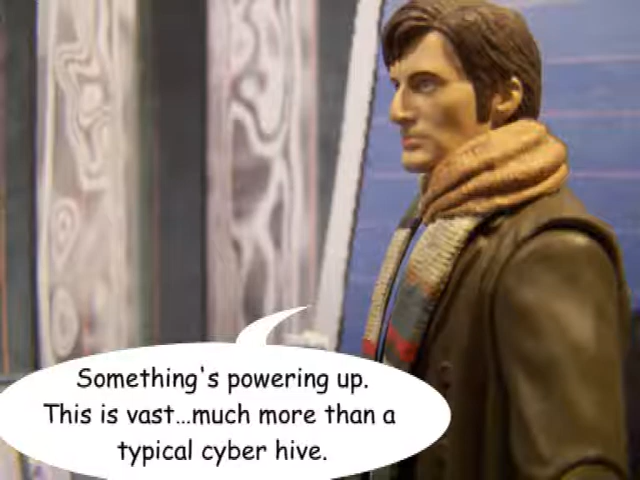 Something's powering up.
This is vast...much more than a
typical cyber hive.